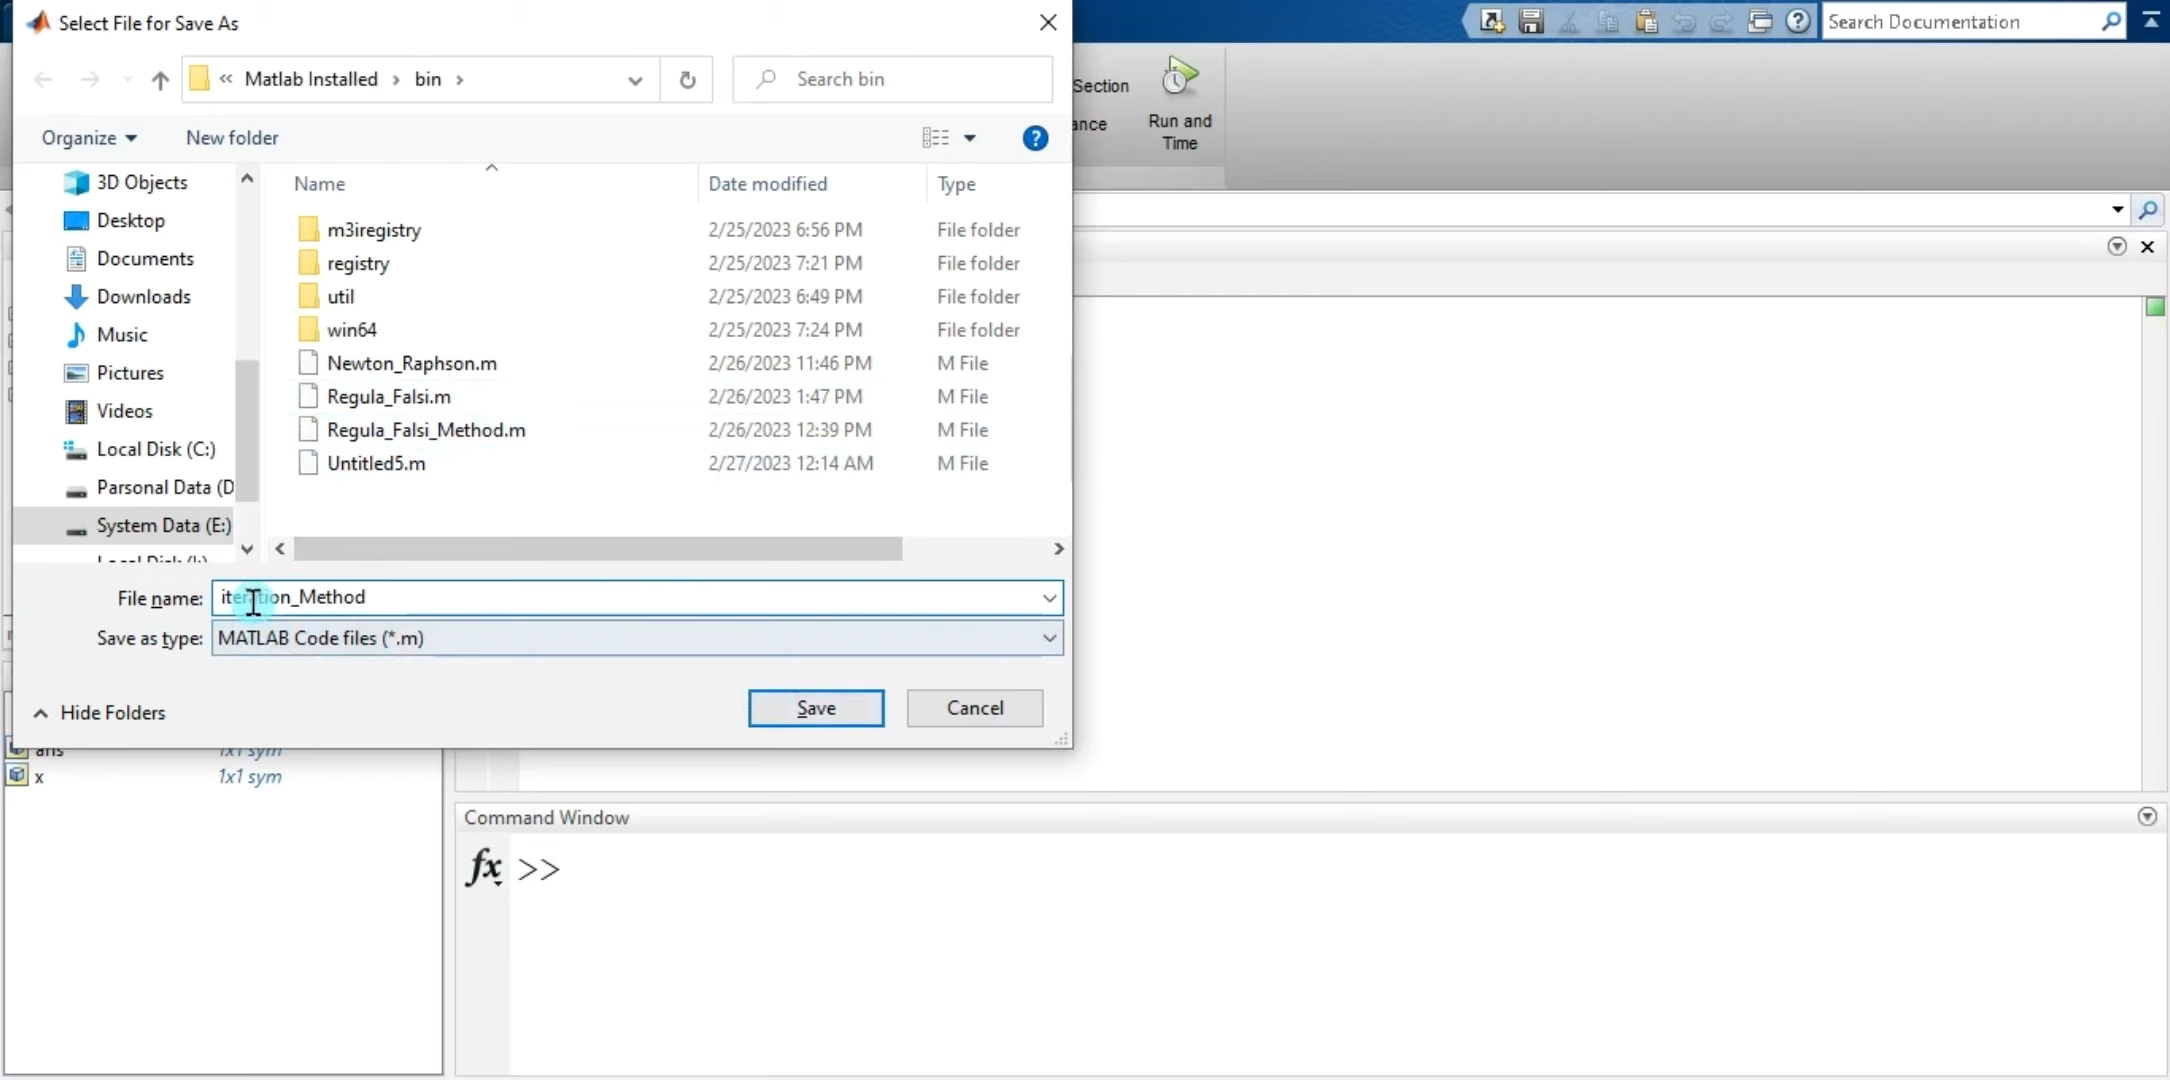 Select File for Save As
Search Documentation
« Matlab Installed › bin ›
Search bin
Section
Run and Time
Organize
New folder
3D Objects
Desktop
Documents
Downloads
Music
Pictures
Videos
Local Disk (C:)
Parsonal Data (D
System Data (E:)
Name Date modified Type
m3iregistry 2/25/2023 6:56 PM File folder
registry 2/25/2023 7:21 PM File folder
util 2/25/2023 6:49 PM File folder
win64 2/25/2023 7:24 PM File folder
Newton_Raphson.m 2/26/2023 11:46 PM M File
Regula_Falsi.m 2/26/2023 1:47 PM M File
Regula_Falsi_Method.m 2/26/2023 12:39 PM M File
Untitled5.m 2/27/2023 12:14 AM M File
File name: iteration_Method
Save as type: MATLAB Code files (*.m)
Hide Folders
Save
Cancel
ans 1x1 sym
x 1x1 sym
Command Window
fx >>